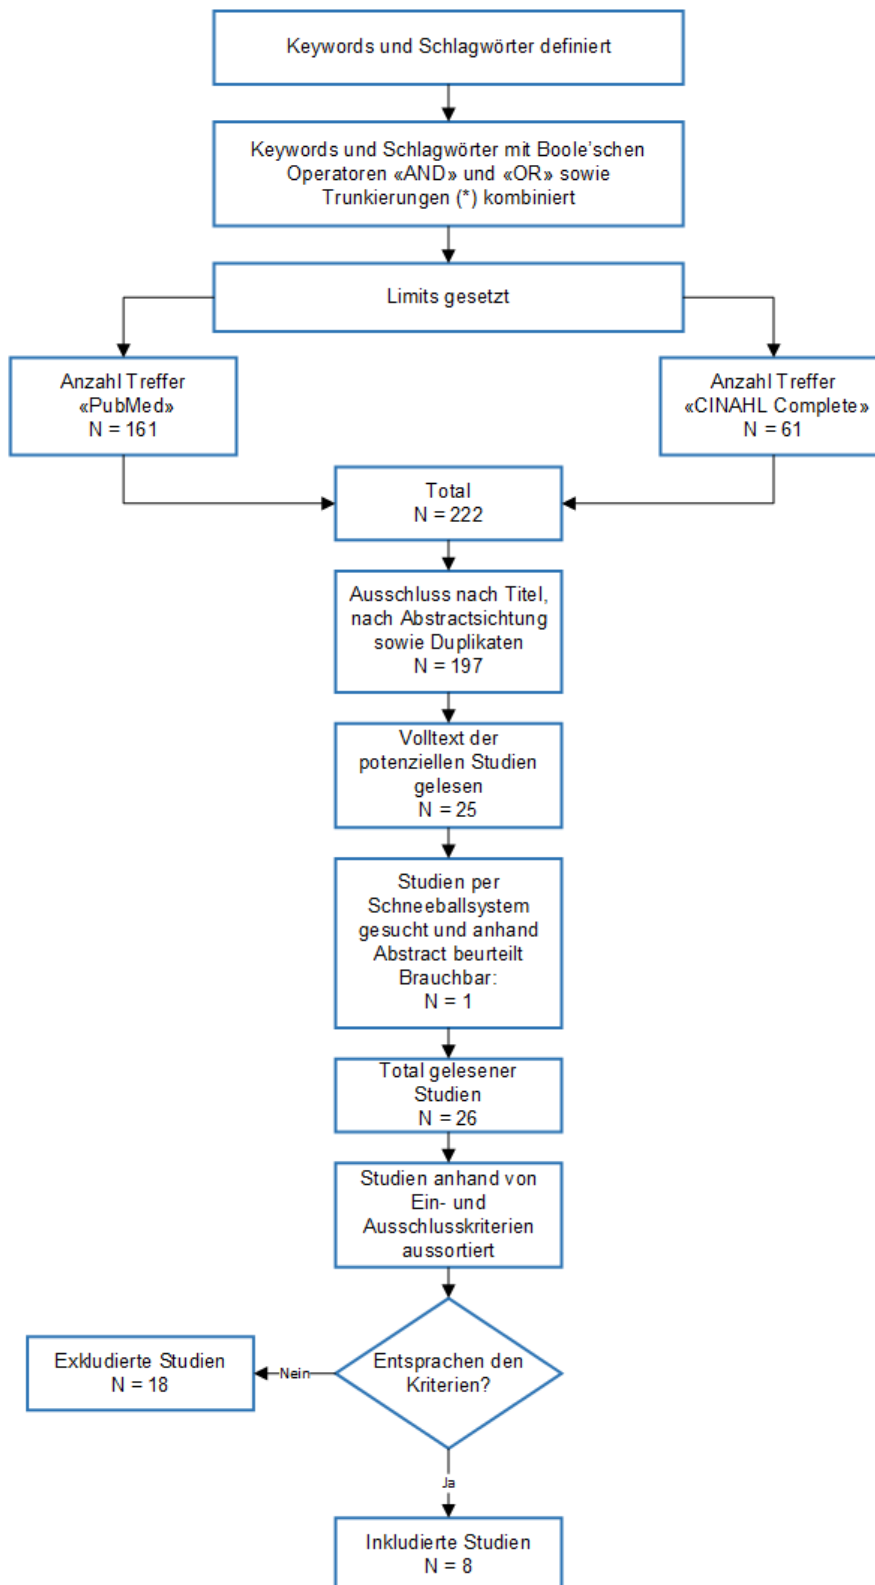 Keywords und Schlagwörter definiert
Keywords und Schlagwörter mit Boole'schen
Operatoren «AND» und «OR» sowie
Trunkierungen (*) kombiniert
Limits gesetzt
Anzahl Treffer
«PubMed»
N = 161
Anzahl Treffer
«CINAHL Complete»
N = 61
Total
N = 222
Ausschluss nach Titel,
nach Abstractsichtung
sowie Duplikaten
N = 197
Volltext der
potenziellen Studien
gelesen
N = 25
Studien per
Schneeballsystem
gesucht und anhand
Abstract beurteilt
Brauchbar:
N = 1
Total gelesener
Studien
N = 26
Studien anhand von
Ein- und
Ausschlusskriterien
aussortiert
Entsprachen den
Kriterien?
Nein
Exkludierte Studien
N = 18
Ja
Inkludierte Studien
N = 8